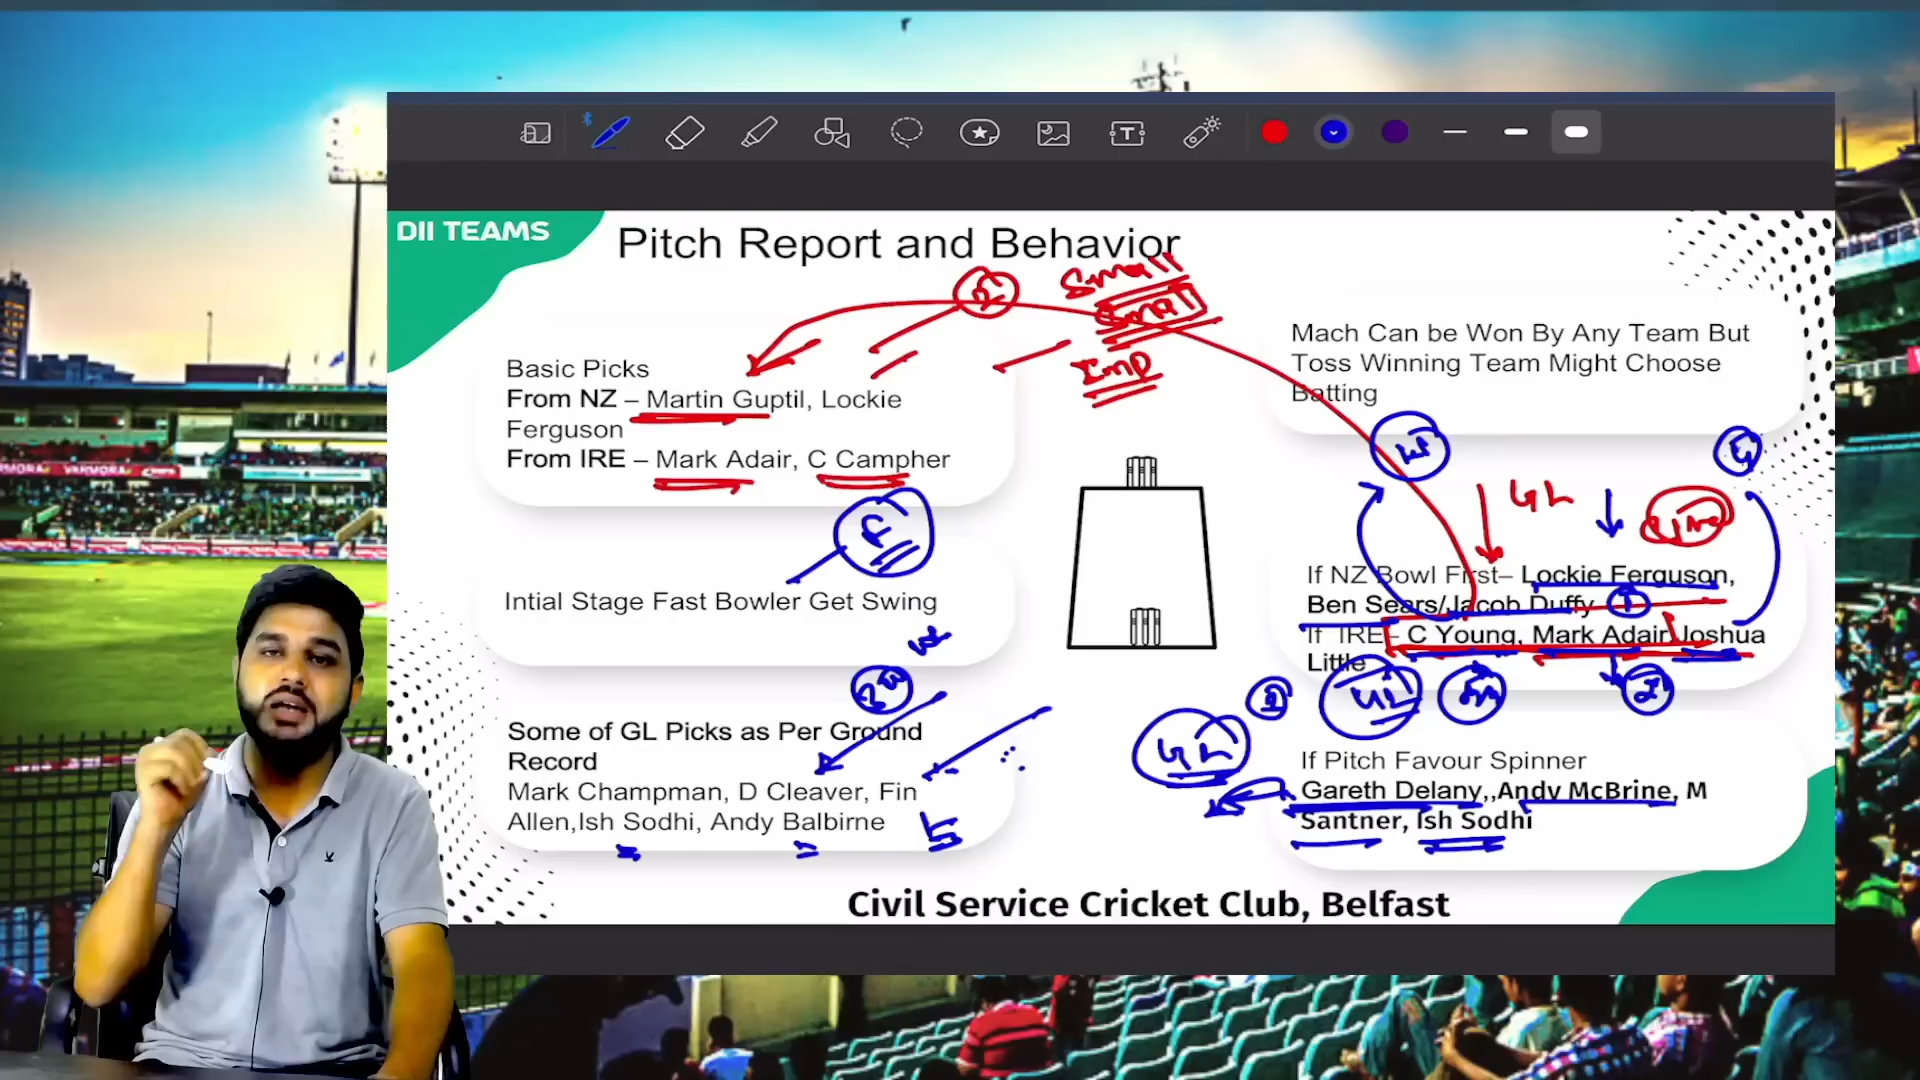 DII TEAMS
Pitch Report and Behavior
Small
Small
Imp
Basic Picks
From NZ – Martin Guptil, Lockie
Ferguson
From IRE – Mark Adair, C Campher
Intial Stage Fast Bowler Get Swing
Some of GL Picks as Per Ground
Record
Mark Champman, D Cleaver, Fin
Allen,Ish Sodhi, Andy Balbirne
Mach Can be Won By Any Team But
Toss Winning Team Might Choose
Batting
GL
If NZ Bowl First– Lockie Ferguson,
Ben Sears/Jacob Duffy
If IRE– C Young, Mark Adair Joshua
Little
GL
GL
If Pitch Favour Spinner
Gareth Delany,,Andy McBrine, M
Santner, Ish Sodhi
Civil Service Cricket Club, Belfast